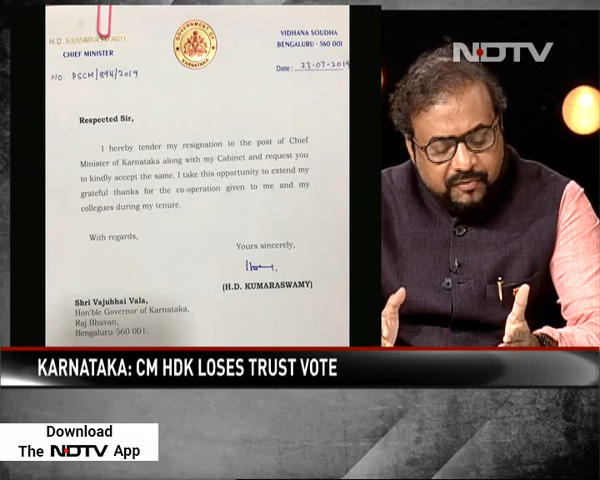 NDTV
H.D. KUMARASWAMY
CHIEF MINISTER
GOVERNMENT OF
KARNATAKA
VIDHANA SOUDHA
BENGALURU - 560 001
NO. PSCM/894/2019
Date : 23-07-2019
Respected Sir,
I hereby tender my resignation to the post of Chief
Minister of Karnataka along with my Cabinet and request you
to kindly accept the same. I take this opportunity to extend my
grateful thanks for the co-operation given to me and my
collegues during my tenure.
With regards,
Yours sincerely,
(H.D. KUMARASWAMY)
Shri Vajubhai Vala,
Hon'ble Governor of Karnataka,
Raj Bhavan,
Bengaluru-560 001.
KARNATAKA: CM HDK LOSES TRUST VOTE
Download
The NDTV App